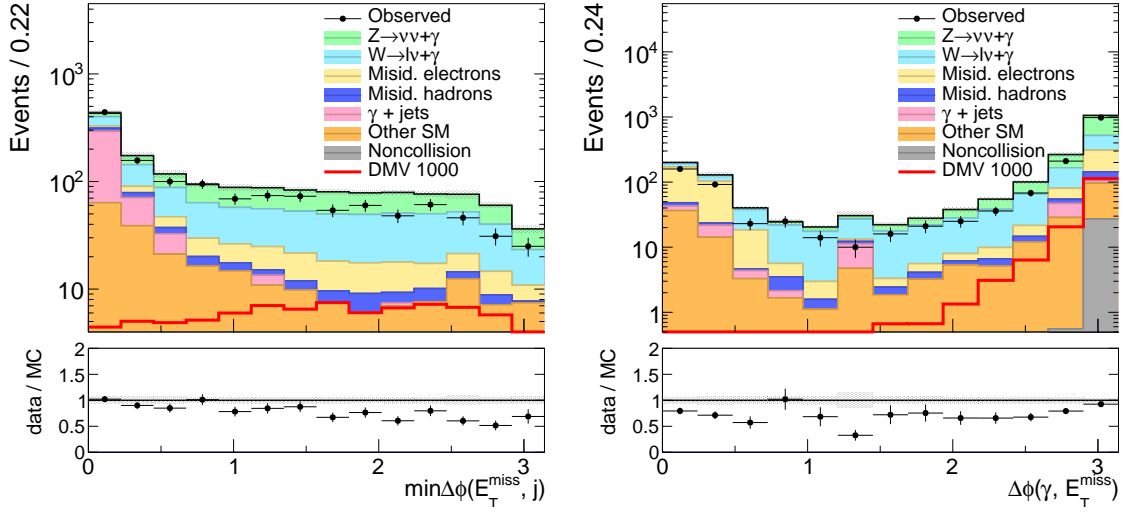 Events / 0.22
10³
10²
10
Observed
Z→νν+γ
W→lν+γ
Misid. electrons
Misid. hadrons
γ + jets
Other SM
Noncollision
DMV 1000
data / MC
2
1.5
1
0.5
0
0 1 2 3
minΔφ(E_T^miss, j)
Events / 0.24
10⁴
10³
10²
10
1
Observed
Z→νν+γ
W→lν+γ
Misid. electrons
Misid. hadrons
γ + jets
Other SM
Noncollision
DMV 1000
data / MC
2
1.5
1
0.5
0
0 1 2 3
Δφ(γ, E_T^miss)